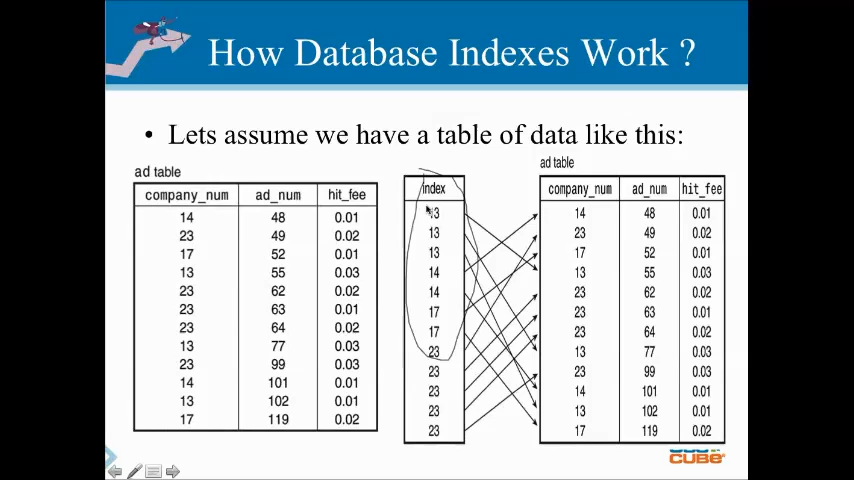 How Database Indexes Work ?
• Lets assume we have a table of data like this:
ad table
company_num ad_num hit_fee
14 48 0.01
23 49 0.02
17 52 0.01
13 55 0.03
23 62 0.02
23 63 0.01
23 64 0.02
13 77 0.03
23 99 0.03
14 101 0.01
13 102 0.01
17 119 0.02
index
13
13
13
14
14
17
17
23
23
23
23
23
ad table
company_num ad_num hit_fee
14 48 0.01
23 49 0.02
17 52 0.01
13 55 0.03
23 62 0.02
23 63 0.01
23 64 0.02
13 77 0.03
23 99 0.03
14 101 0.01
13 102 0.01
17 119 0.02
CUBE